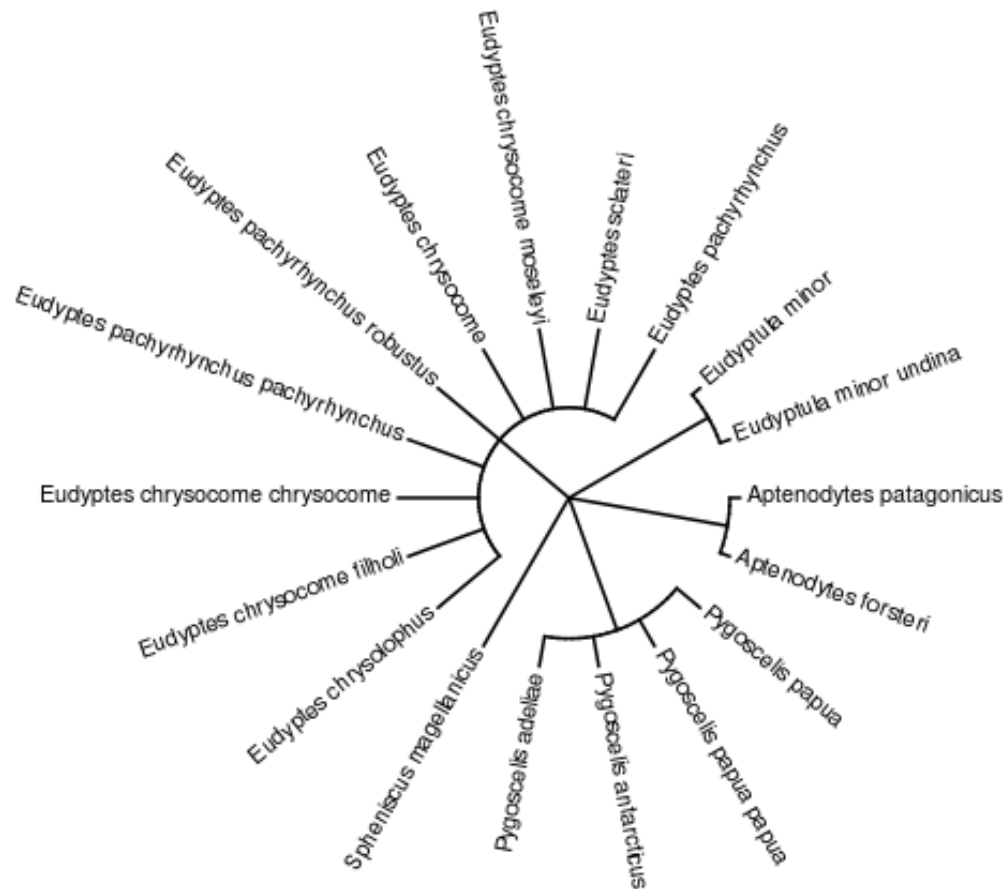 Eudyptes chrysocome moseleyi
Eudyptes sclateri
Eudyptes pachyrhynchus
Eudyptula minor
Eudyptula minor undina
Aptenodytes patagonicus
Aptenodytes forsteri
Pygoscelis papua
Pygoscelis papua papua
Pygoscelis antarcticus
Pygoscelis adeliae
Spheniscus magellanicus
Eudyptes chrysolophus
Eudyptes chrysocome filholi
Eudyptes chrysocome chrysocome
Eudyptes pachyrhynchus pachyrhynchus
Eudyptes pachyrhynchus robustus
Eudyptes chrysocome